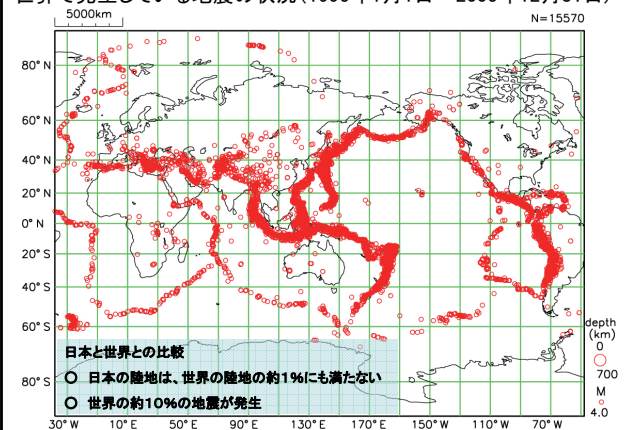 5000km
N=15570
80° N
60° N
40° N
20° N
0° N
20° S
40° S
60° S
80° S
日本と世界との比較
○ 日本の陸地は、世界の陸地の約1%にも満たない
○ 世界の約10%の地震が発生
depth
(km)
0
700
M
4.0
30° W 10° E 50° E 90° E 130° E 170° E 150° W 110° W 70° W